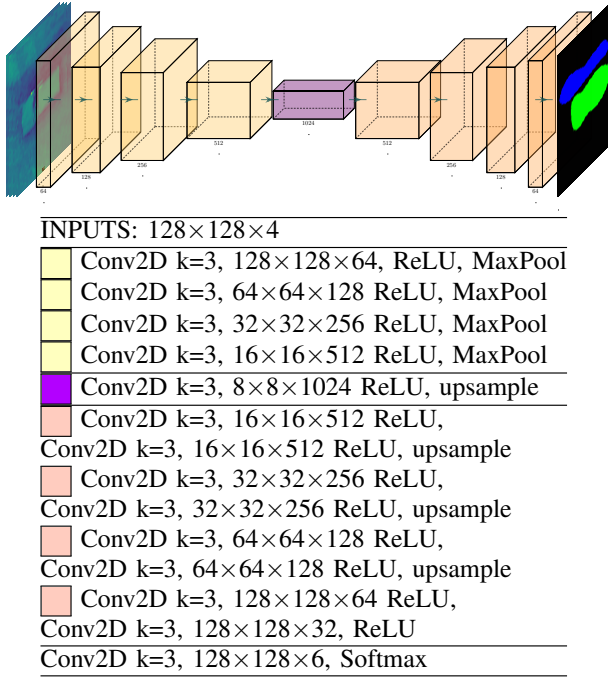 64
128
256
512
1024
512
256
128
64
INPUTS: 128×128×4
Conv2D k=3, 128×128×64, ReLU, MaxPool
Conv2D k=3, 64×64×128 ReLU, MaxPool
Conv2D k=3, 32×32×256 ReLU, MaxPool
Conv2D k=3, 16×16×512 ReLU, MaxPool
Conv2D k=3, 8×8×1024 ReLU, upsample
Conv2D k=3, 16×16×512 ReLU,
Conv2D k=3, 16×16×512 ReLU, upsample
Conv2D k=3, 32×32×256 ReLU,
Conv2D k=3, 32×32×256 ReLU, upsample
Conv2D k=3, 64×64×128 ReLU,
Conv2D k=3, 64×64×128 ReLU, upsample
Conv2D k=3, 128×128×64 ReLU,
Conv2D k=3, 128×128×32, ReLU
Conv2D k=3, 128×128×6, Softmax